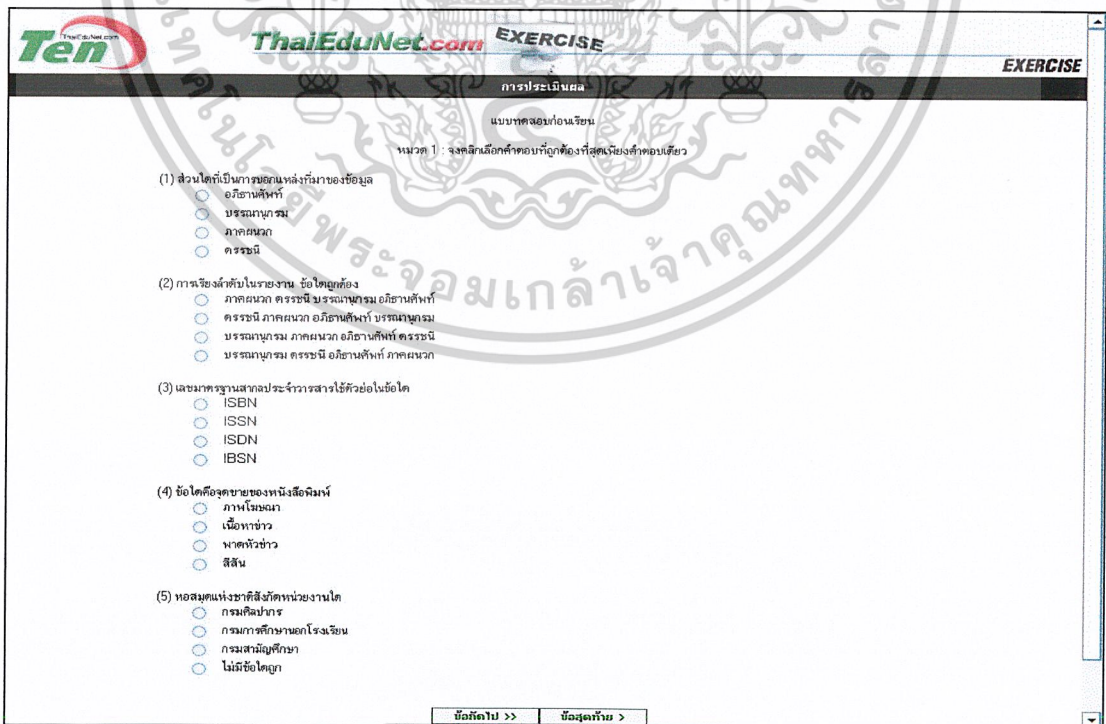 ThaiEduNet.com
Ten
ThaiEduNet.com EXERCISE
EXERCISE
การประเมินผล
แบบทดสอบก่อนเรียน
หมวด 1 : จงคลิกเลือกคำตอบที่ถูกต้องที่สุดเพียงคำตอบเดียว
(1) ส่วนใดที่เป็นการบอกแหล่งที่มาของข้อมูล
อภิธานศัพท์
บรรณานุกรม
ภาคผนวก
ดรรชนี
(2) การเรียงลำดับในรายงาน ข้อใดถูกต้อง
ภาคผนวก ดรรชนี บรรณานุกรม อภิธานศัพท์
ดรรชนี ภาคผนวก อภิธานศัพท์ บรรณานุกรม
บรรณานุกรม ภาคผนวก อภิธานศัพท์ ดรรชนี
บรรณานุกรม ดรรชนี อภิธานศัพท์ ภาคผนวก
(3) เลขมาตรฐานสากลประจำวารสารใช้ตัวย่อในข้อใด
ISBN
ISSN
ISDN
IBSN
(4) ข้อใดคือจุดขายของหนังสือพิมพ์
ภาพโฆษณา
เนื้อหาข่าว
พาดหัวข่าว
สีสัน
(5) หอสมุดแห่งชาติสังกัดหน่วยงานใด
กรมศิลปากร
กรมการศึกษานอกโรงเรียน
กรมสามัญศึกษา
ไม่มีข้อใดถูก
ข้อถัดไป >> ข้อสุดท้าย >